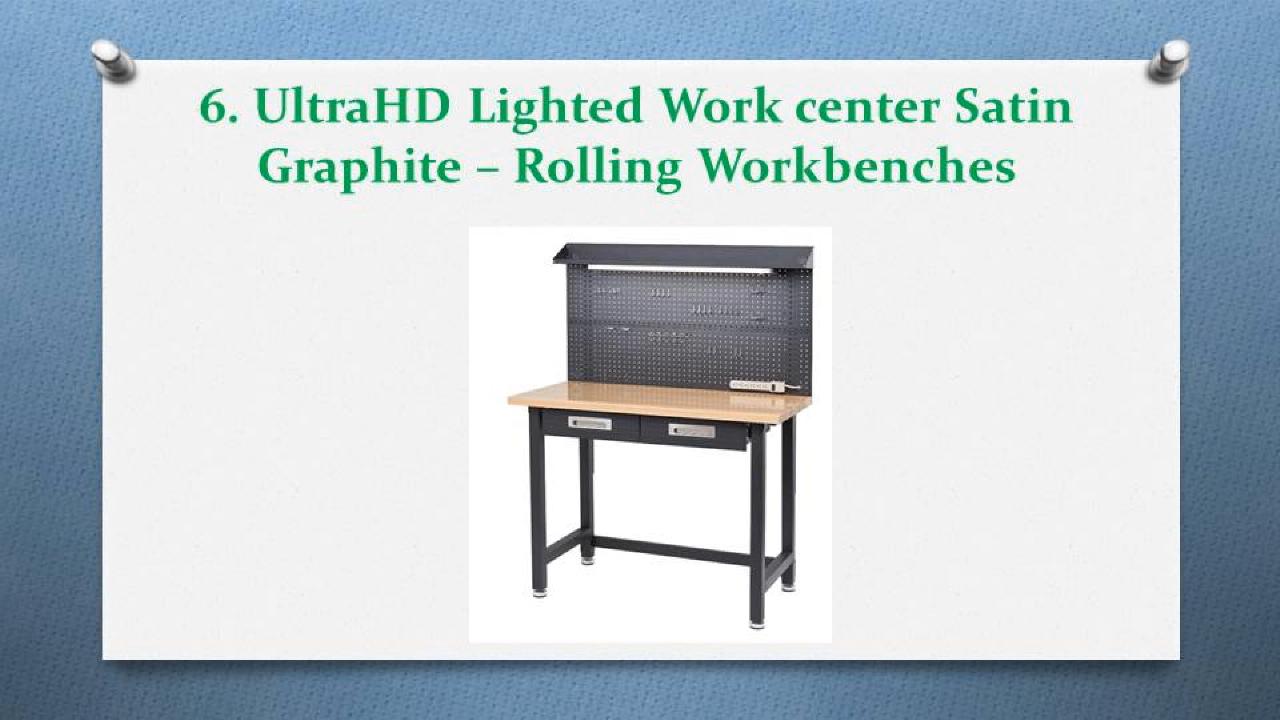 6. UltraHD Lighted Work center Satin
Graphite – Rolling Workbenches